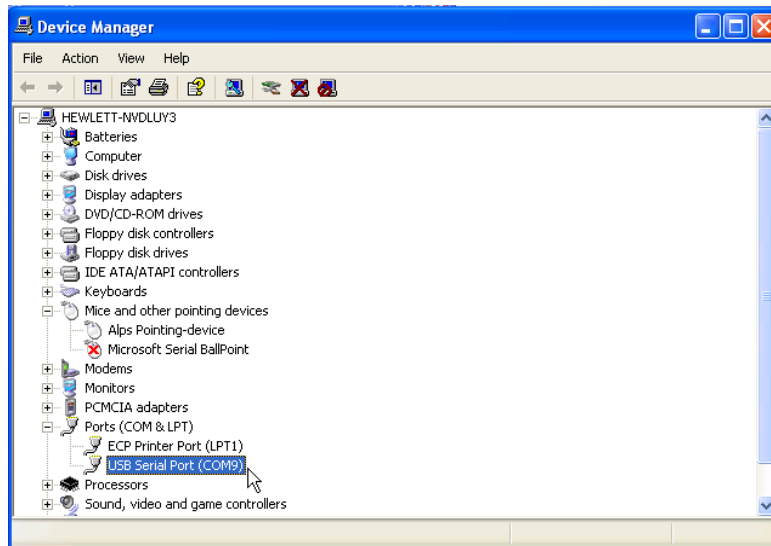 Device Manager
File Action View Help
HEWLETT-NVDLUY3
Batteries
Computer
Disk drives
Display adapters
DVD/CD-ROM drives
Floppy disk controllers
Floppy disk drives
IDE ATA/ATAPI controllers
Keyboards
Mice and other pointing devices
Alps Pointing-device
Microsoft Serial BallPoint
Modems
Monitors
PCMCIA adapters
Ports (COM & LPT)
ECP Printer Port (LPT1)
USB Serial Port (COM9)
Processors
Sound, video and game controllers